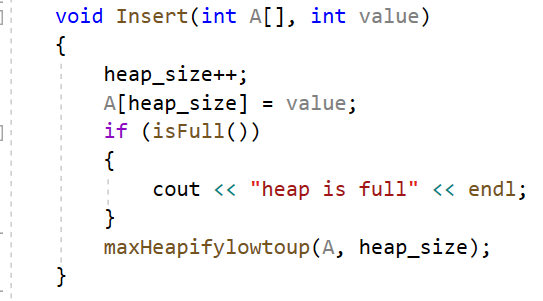 void Insert(int A[], int value)
{
heap_size++;
A[heap_size] = value;
if (isFull())
{
cout << "heap is full" << endl;
}
maxHeapifylowtoup(A, heap_size);
}